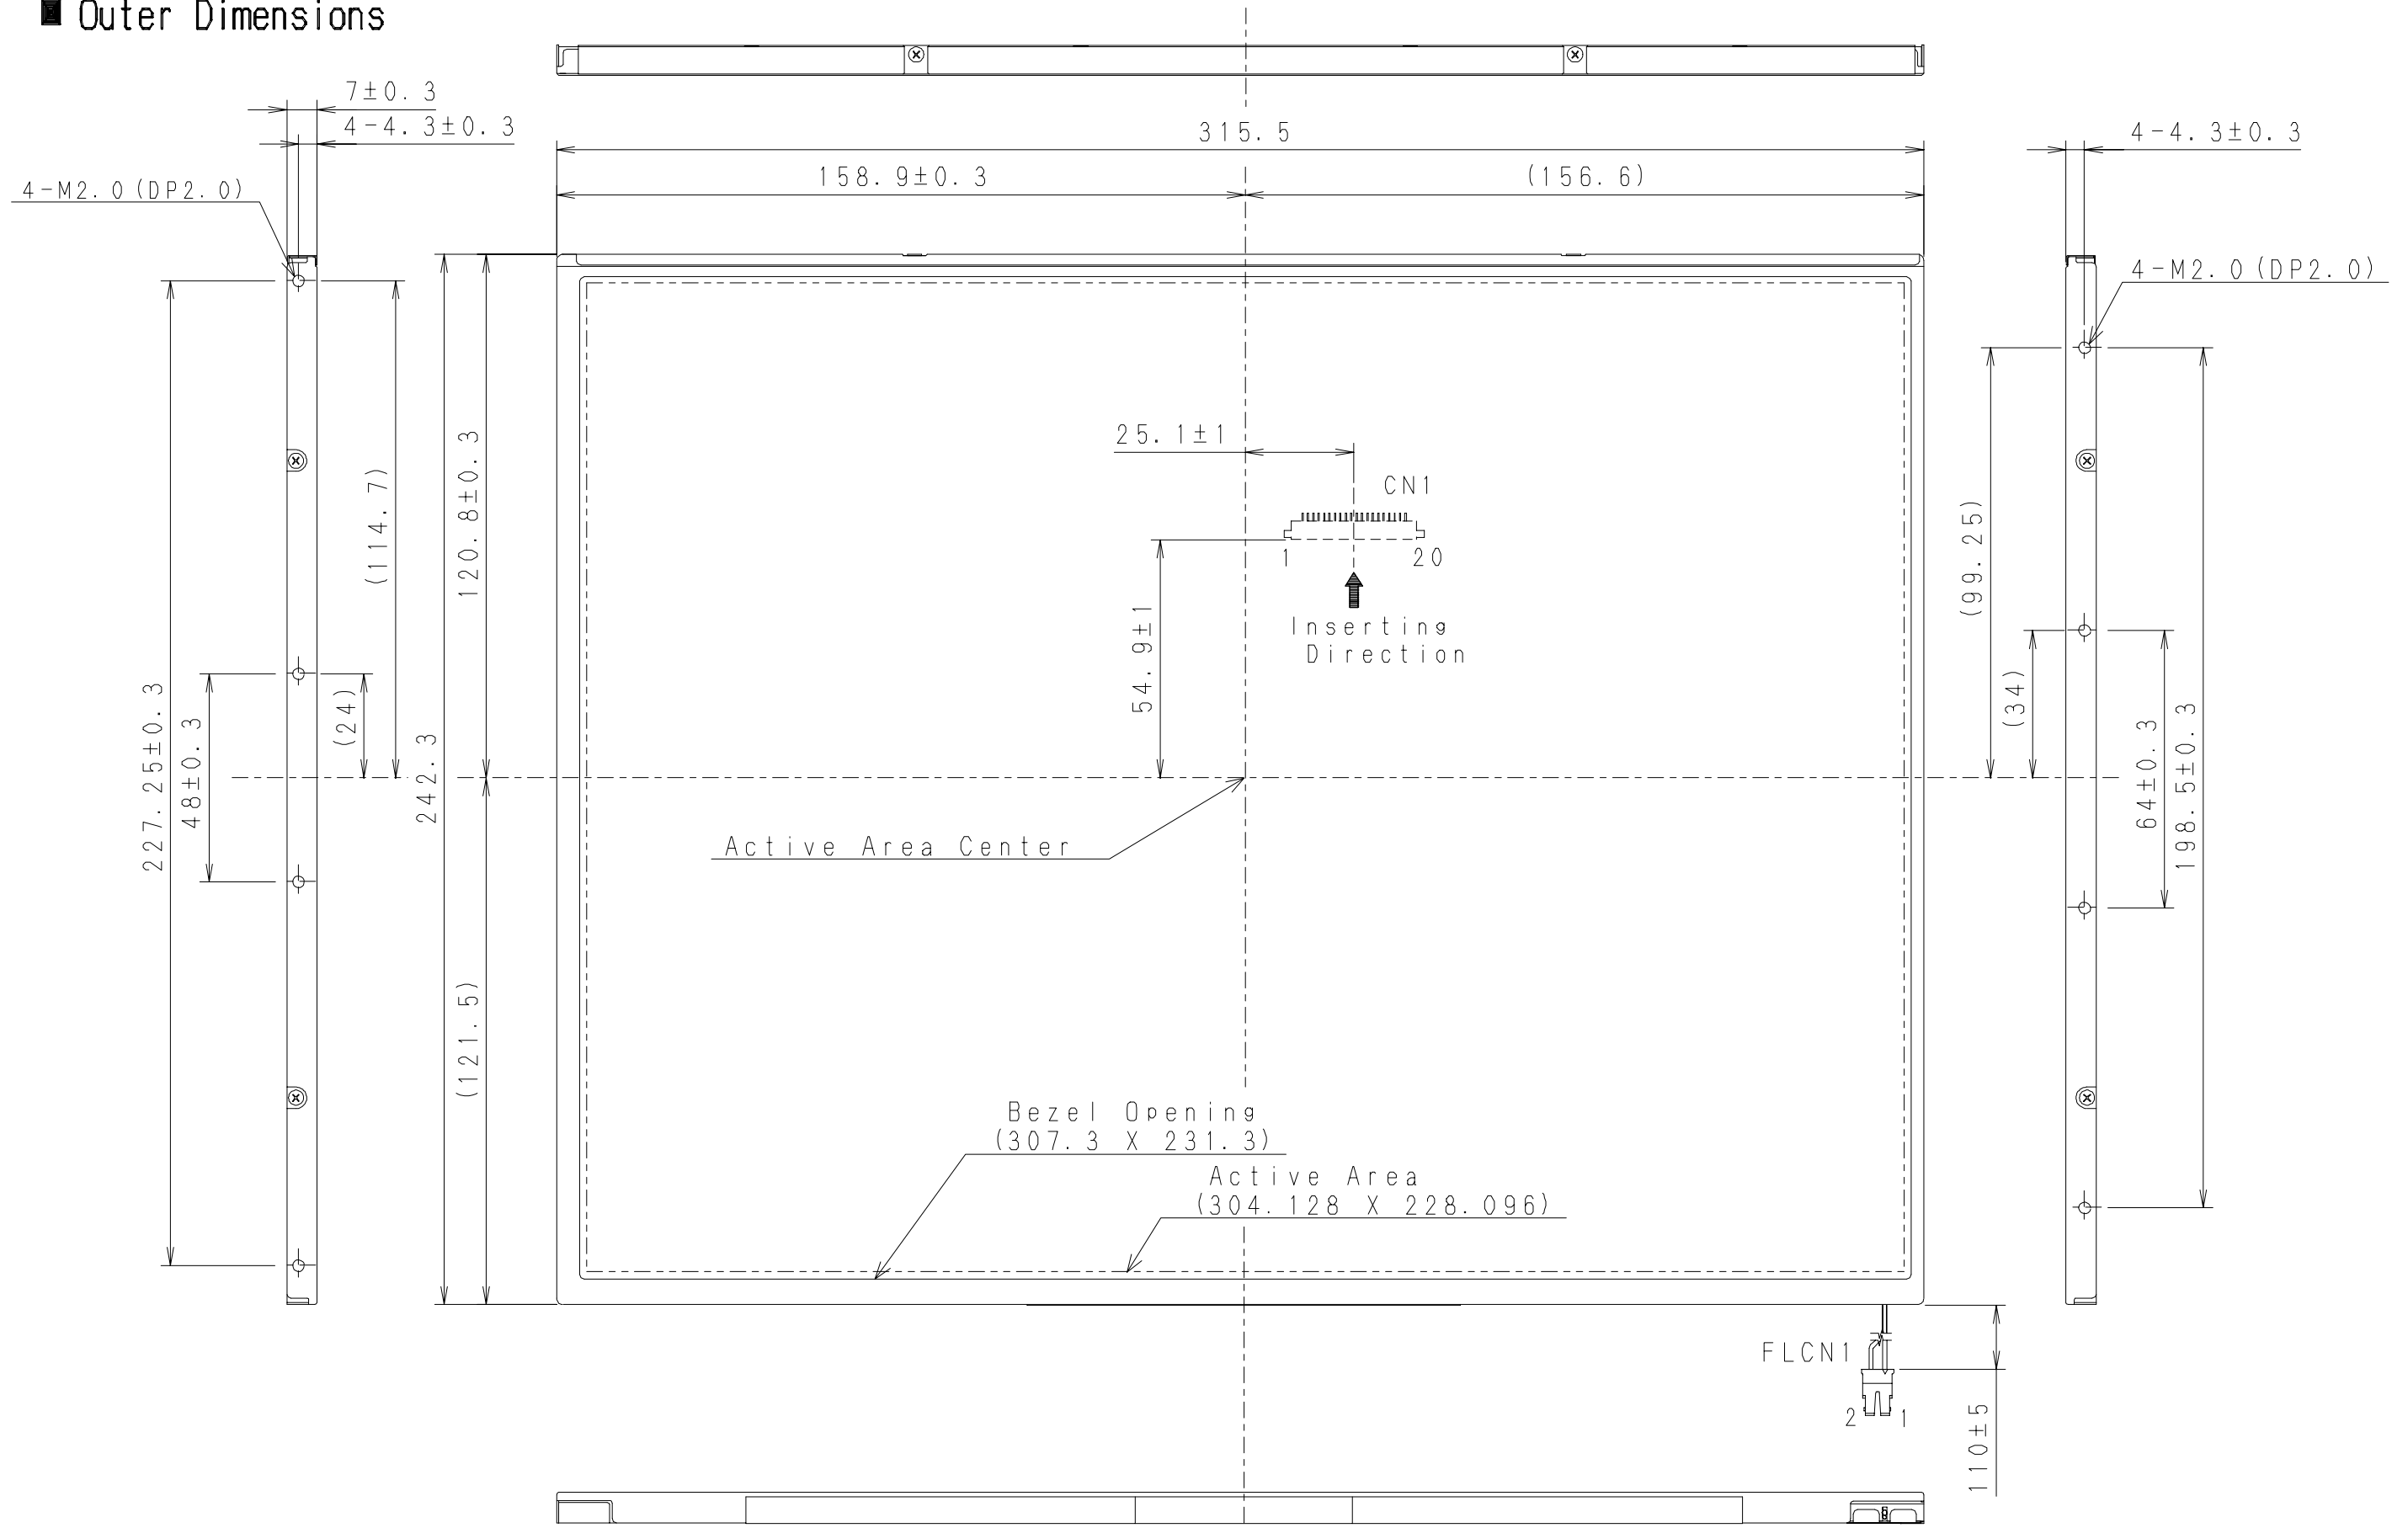 ■ Outer Dimensions
7±0.3
4-4.3±0.3
315.5
4-4.3±0.3
158.9±0.3
(156.6)
4-M2.0(DP2.0)
4-M2.0(DP2.0)
25.1±1
120.8±0.3
CN1
(114.7)
(99.25)
1
20
54.9±1
Inserting
Direction
227.25±0.3
48±0.3
(24)
242.3
(34)
64±0.3
198.5±0.3
Active Area Center
(121.5)
Bezel Opening
(307.3 X 231.3)
Active Area
(304.128 X 228.096)
FLCN1
2
1
110±5